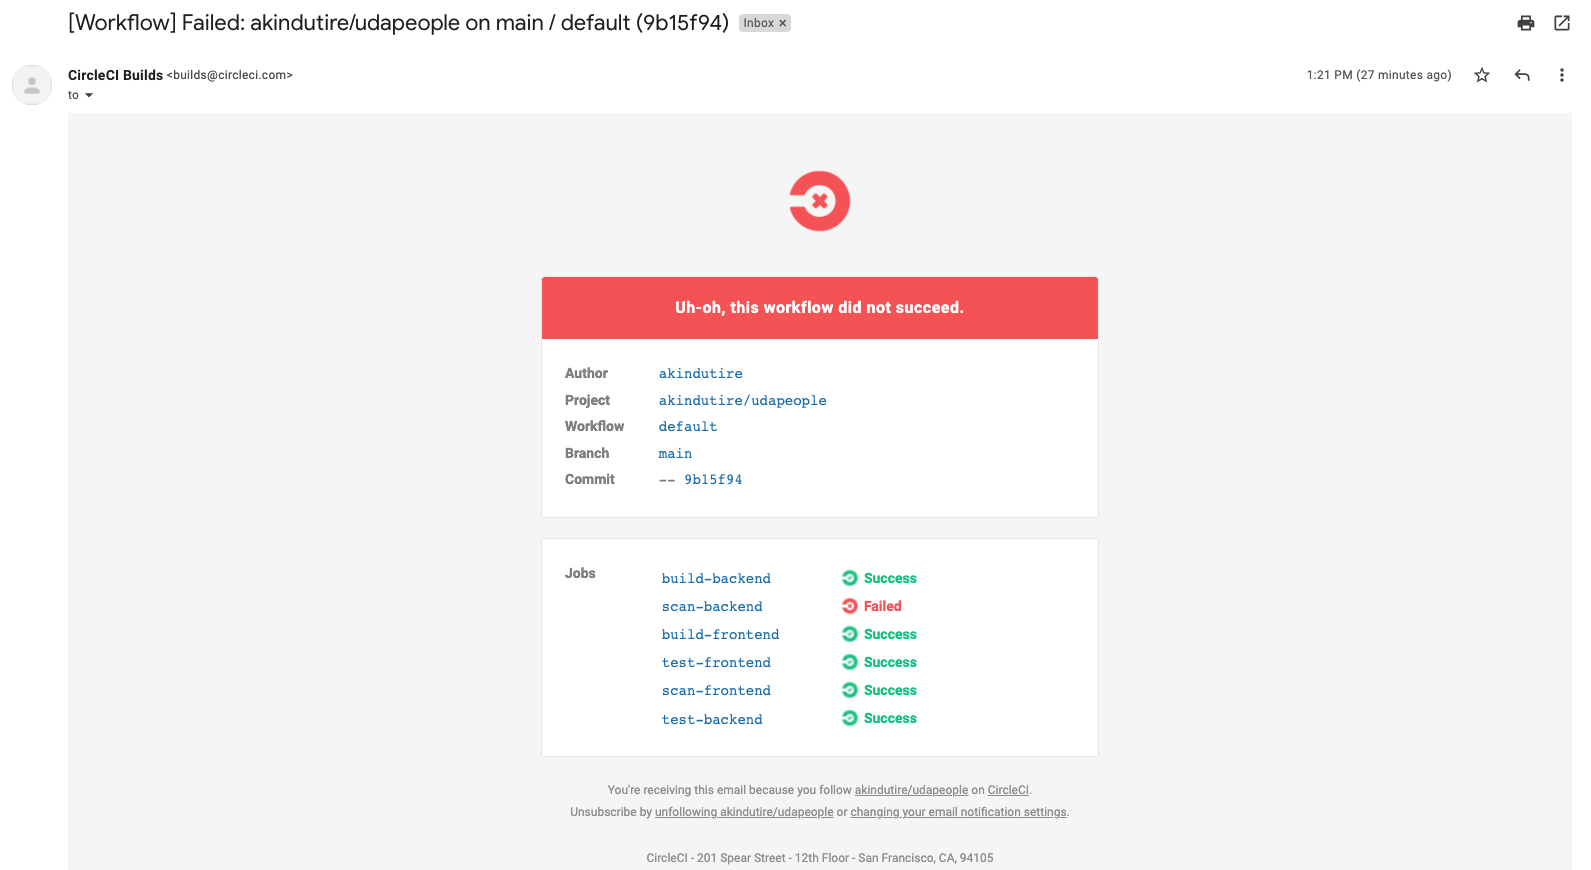 [Workflow] Failed: akindutire/udapeople on main / default (9b15f94) Inbox ×
CircleCI Builds <builds@circleci.com> 1:21 PM (27 minutes ago)
to
Uh-oh, this workflow did not succeed.
Author akindutire
Project akindutire/udapeople
Workflow default
Branch main
Commit -- 9b15f94
Jobs
build-backend Success
scan-backend Failed
build-frontend Success
test-frontend Success
scan-frontend Success
test-backend Success
You're receiving this email because you follow akindutire/udapeople on CircleCI.
Unsubscribe by unfollowing akindutire/udapeople or changing your email notification settings.
CircleCI - 201 Spear Street - 12th Floor - San Francisco, CA, 94105